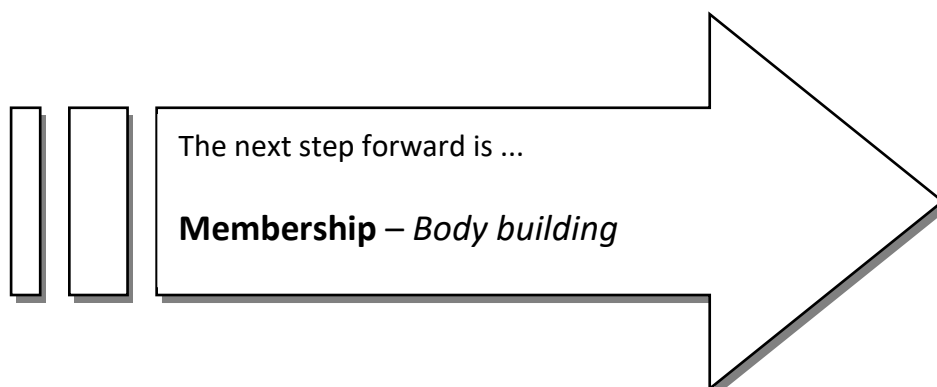 The next step forward is ...
Membership – Body building